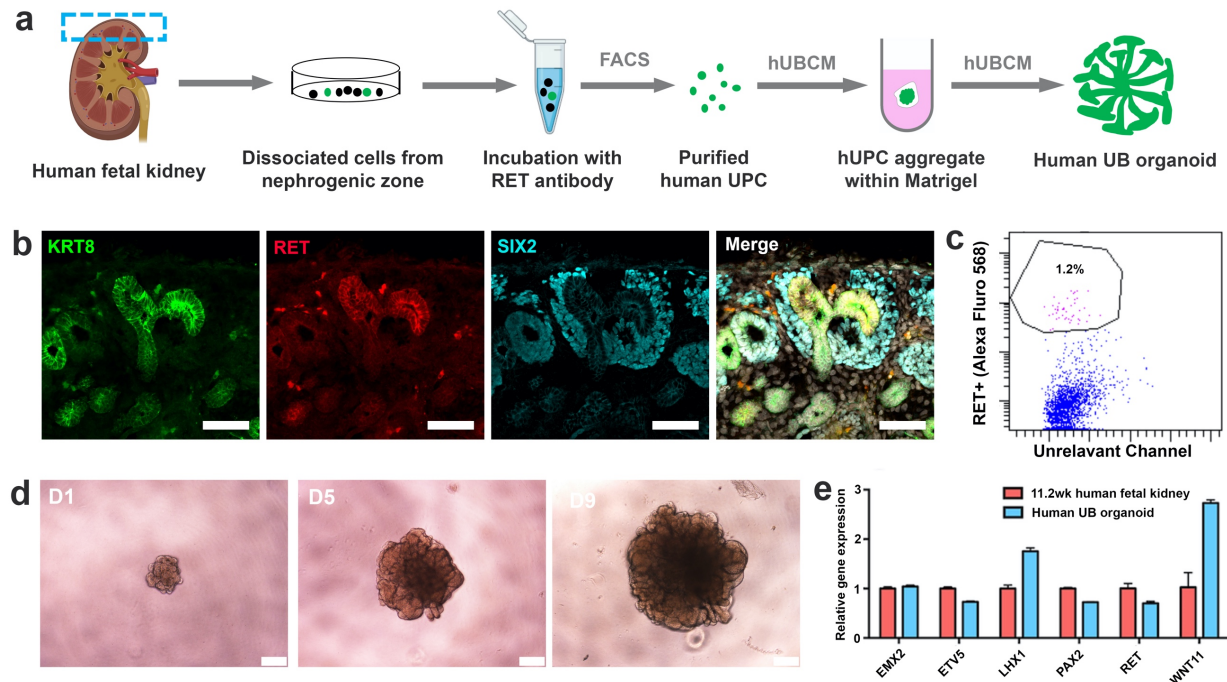 a
FACS
hUBCM
hUBCM
Human fetal kidney
Dissociated cells from
nephrogenic zone
Incubation with
RET antibody
Purified
human UPC
hUPC aggregate
within Matrigel
Human UB organoid
b
KRT8
RET
SIX2
Merge
c
1.2%
RET+ (Alexa Fluro 568)
Unrelavant Channel
d
D1
D5
D9
e
3
2
1
0
Relative gene expression
11.2wk human fetal kidney
Human UB organoid
EMX2
ETV5
LHX1
PAX2
RET
WNT11